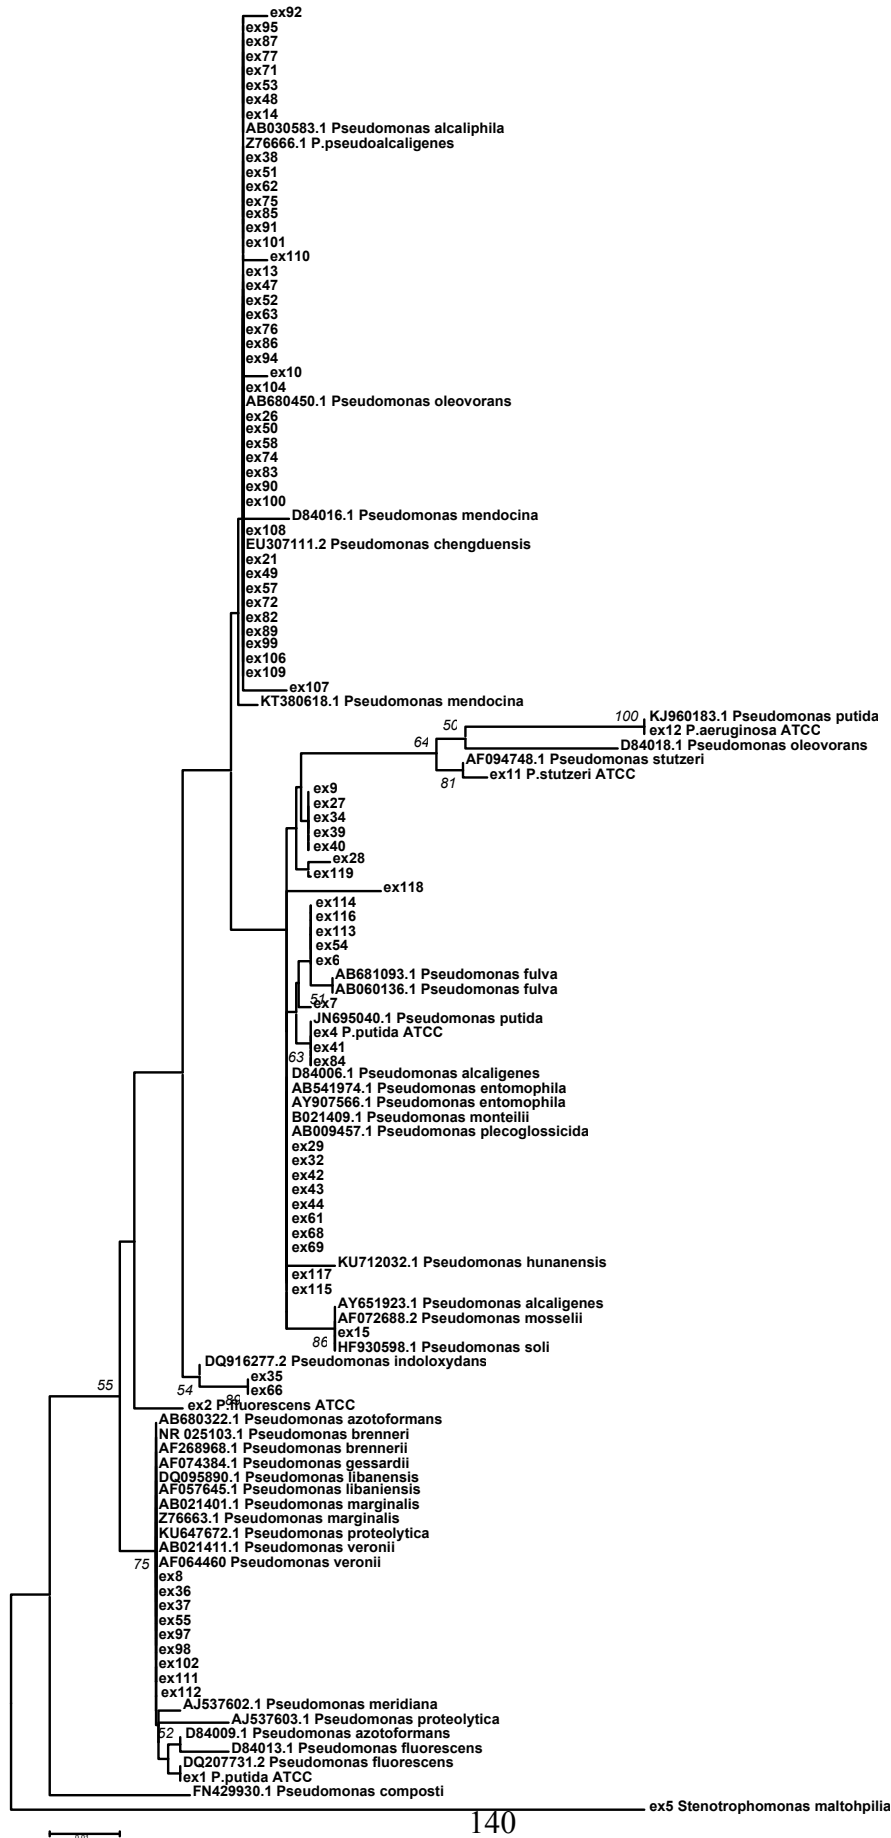 ex92
ex95
ex87
ex77
ex71
ex53
ex48
ex14
AB030583.1 Pseudomonas alcaliphila
Z76666.1 P.pseudoalcaligenes
ex38
ex51
ex62
ex75
ex85
ex91
ex101
ex110
ex13
ex47
ex52
ex63
ex76
ex86
ex94
ex10
ex104
AB680450.1 Pseudomonas oleovorans
ex26
ex50
ex58
ex74
ex83
ex90
ex100
D84016.1 Pseudomonas mendocina
ex108
EU307111.2 Pseudomonas chengduensis
ex21
ex49
ex57
ex72
ex82
ex89
ex99
ex106
ex109
ex107
KT380618.1 Pseudomonas mendocina
100 KJ960183.1 Pseudomonas putida
50
ex12 P.aeruginosa ATCC
64
D84018.1 Pseudomonas oleovorans
AF094748.1 Pseudomonas stutzeri
81 ex11 P.stutzeri ATCC
ex9
ex27
ex34
ex39
ex40
ex28
ex119
ex118
ex114
ex116
ex113
ex54
ex6
AB681093.1 Pseudomonas fulva
AB060136.1 Pseudomonas fulva
51
ex7
JN695040.1 Pseudomonas putida
ex4 P.putida ATCC
ex41
63 ex84
D84006.1 Pseudomonas alcaligenes
AB541974.1 Pseudomonas entomophila
AY907566.1 Pseudomonas entomophila
B021409.1 Pseudomonas monteilii
AB009457.1 Pseudomonas plecoglossicida
ex29
ex32
ex42
ex43
ex44
ex61
ex68
ex69
KU712032.1 Pseudomonas hunanensis
ex117
ex115
AY651923.1 Pseudomonas alcaligenes
AF072688.2 Pseudomonas mosselii
ex15
86 HF930598.1 Pseudomonas soli
DQ916277.2 Pseudomonas indoloxydans
ex35
55 54 ex66
ex2 P.fluorescens ATCC
AB680322.1 Pseudomonas azotoformans
NR 025103.1 Pseudomonas brenneri
AF268968.1 Pseudomonas brennerii
AF074384.1 Pseudomonas gessardii
DQ095890.1 Pseudomonas libanensis
AF057645.1 Pseudomonas libaniensis
AB021401.1 Pseudomonas marginalis
Z76663.1 Pseudomonas marginalis
KU647672.1 Pseudomonas proteolytica
AB021411.1 Pseudomonas veronii
75 AF064460 Pseudomonas veronii
ex8
ex36
ex37
ex55
ex97
ex98
ex102
ex111
ex112
AJ537602.1 Pseudomonas meridiana
AJ537603.1 Pseudomonas proteolytica
52 D84009.1 Pseudomonas azotoformans
D84013.1 Pseudomonas fluorescens
DQ207731.2 Pseudomonas fluorescens
ex1 P.putida ATCC
FN429930.1 Pseudomonas composti
ex5 Stenotrophomonas maltohpilia
140